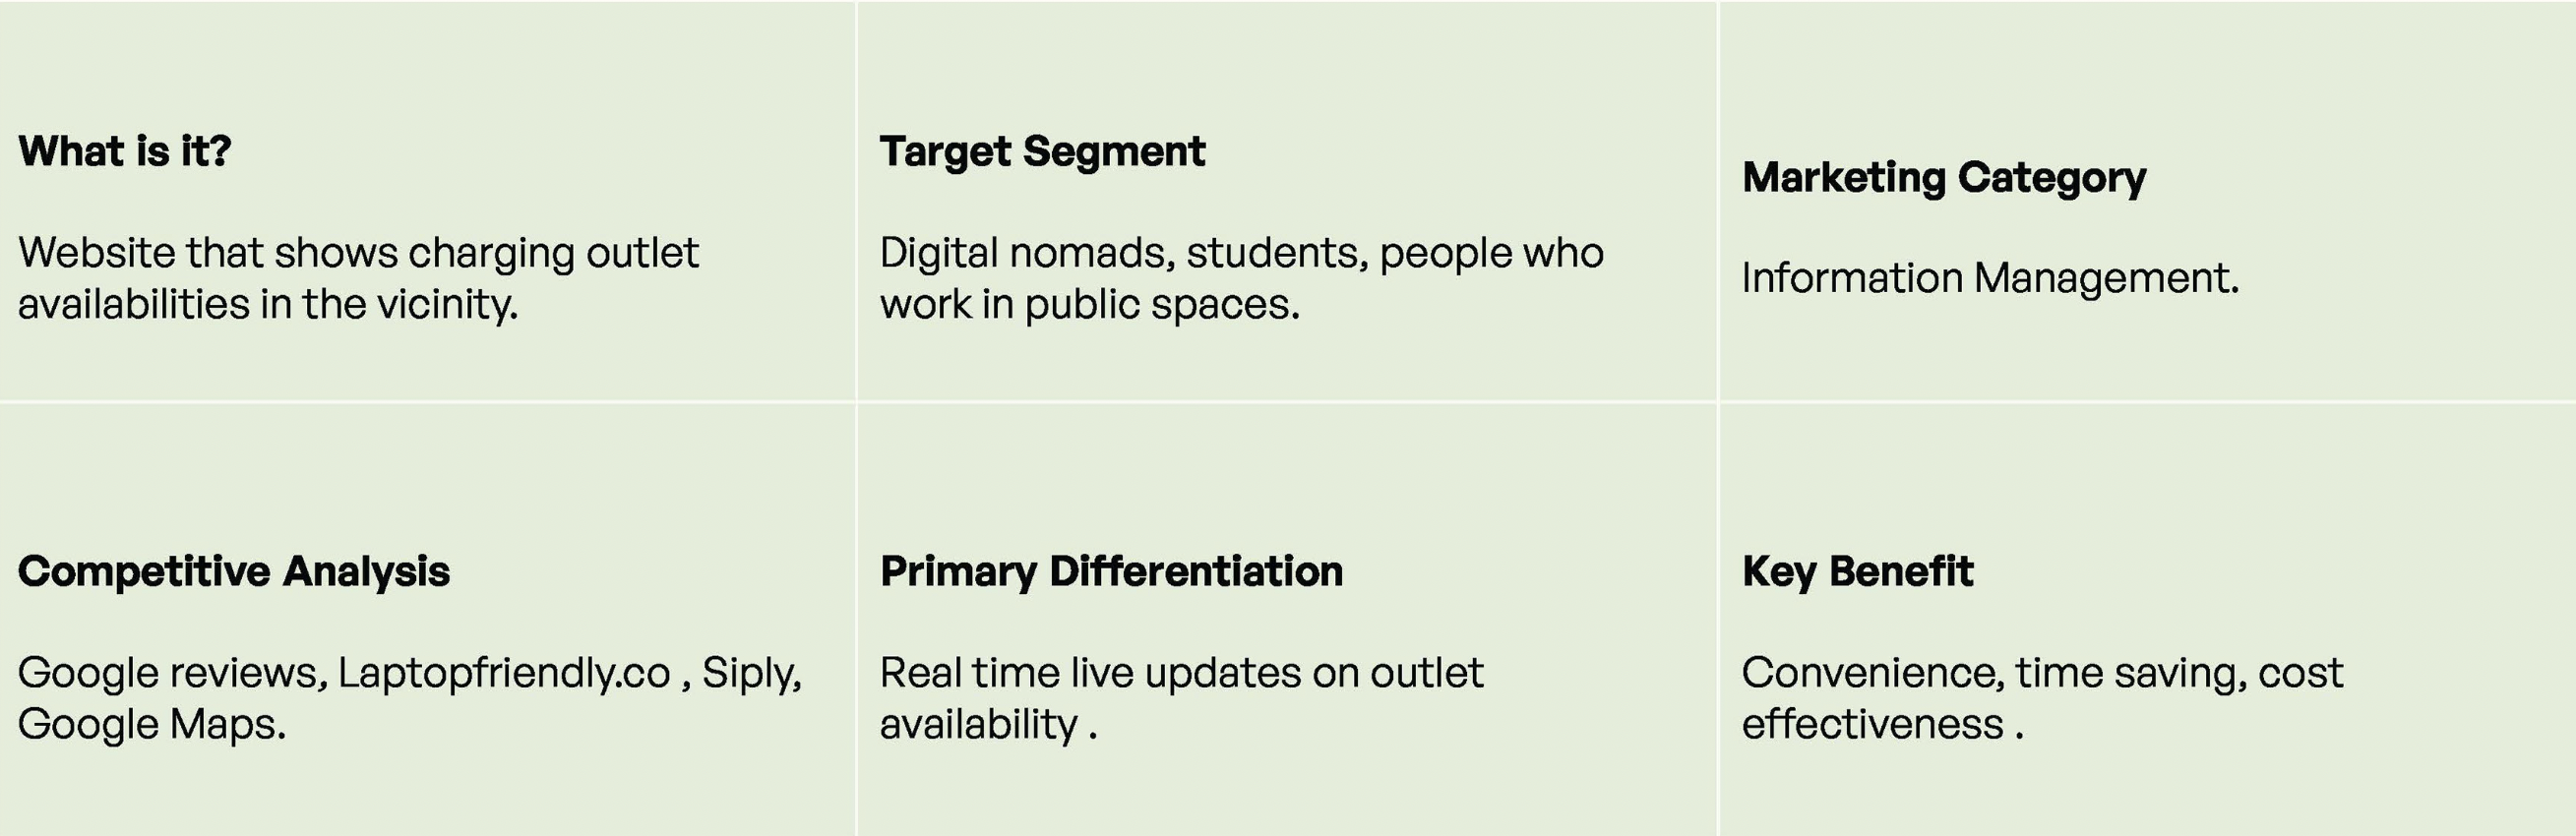 What is it?
Website that shows charging outlet
availabilities in the vicinity.
Target Segment
Digital nomads, students, people who
work in public spaces.
Marketing Category
Information Management.
Competitive Analysis
Google reviews, Laptopfriendly.co , Siply,
Google Maps.
Primary Differentiation
Real time live updates on outlet
availability .
Key Benefit
Convenience, time saving, cost
effectiveness .